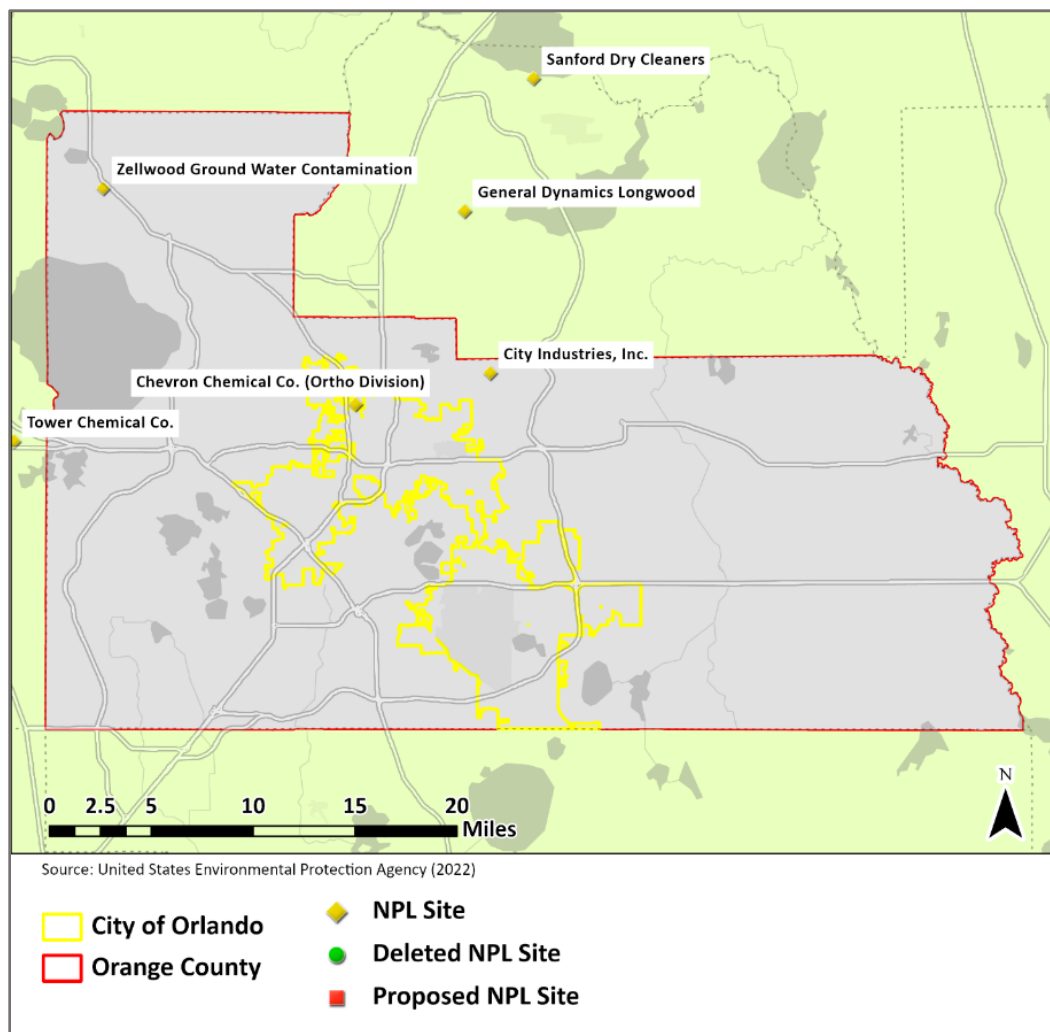 Sanford Dry Cleaners
Zellwood Ground Water Contamination
General Dynamics Longwood
City Industries, Inc.
Chevron Chemical Co. (Ortho Division)
Tower Chemical Co.
N
0 2.5 5 10 15 20
Miles
Source: United States Environmental Protection Agency (2022)
City of Orlando
Orange County
NPL Site
Deleted NPL Site
Proposed NPL Site